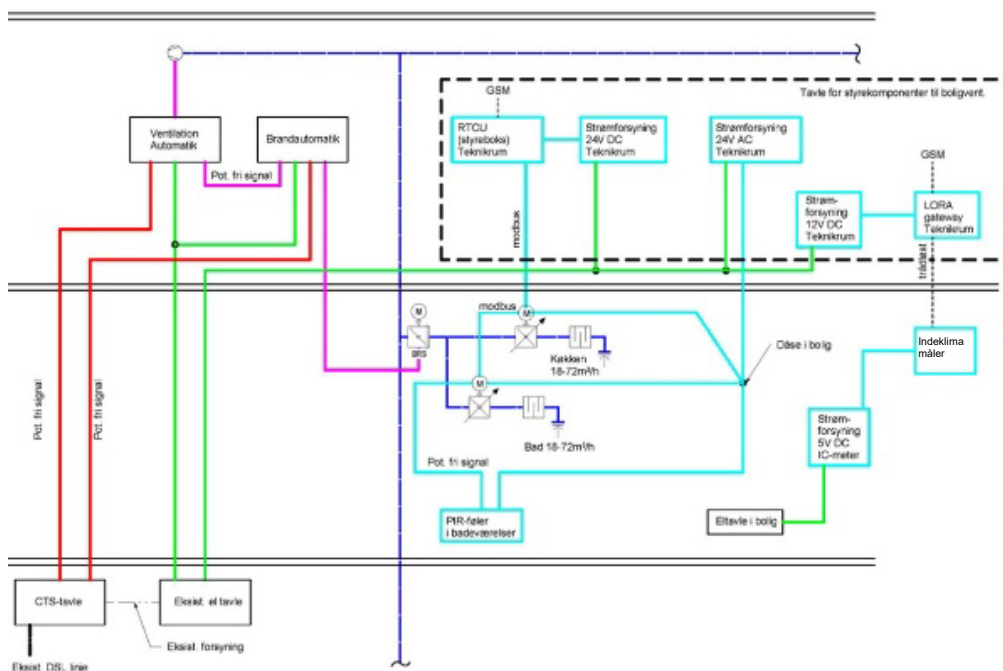 GSM
Tavle for styrekomponenter til boligvent.
Ventilation
Automatik
Brandautomatik
RTCU
(styreboks)
Teknikrum
Strømforsyning
24V DC
Teknikrum
Strømforsyning
24V AC
Teknikrum
GSM
Pot. fri signal
Strøm-
forsyning
12V DC
Teknikrum
LORA
gateway
Teknikrum
modbus
trådløst
modbus
M
M
BRS
Køkken
18-72m³/h
Dåse i bolig
Indeklima
måler
M
Bad 18-72m³/h
Pot. fri signal
Pot. fri signal
Pot. fri signal
Strøm-
forsyning
5V DC
IC-meter
PIR-føler
i badeværelser
Eltavle i bolig
CTS-tavle
Eksist. el tavle
Eksist. forsyning
Eksist. DSL linje